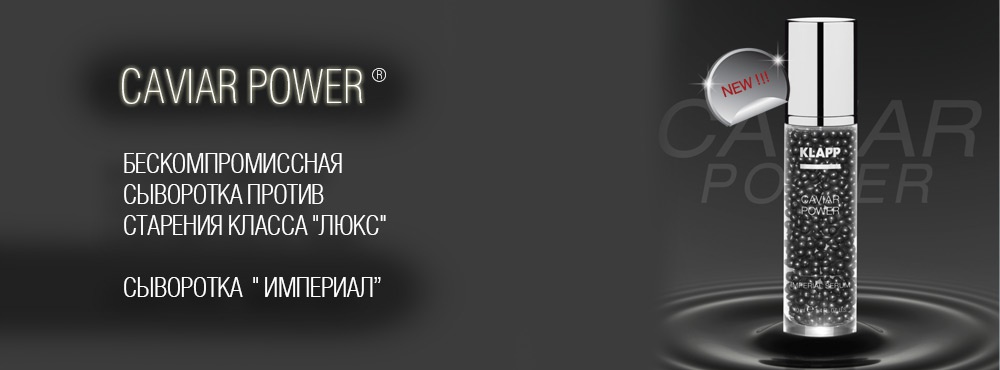 CAVIAR POWER ®
БЕСКОМПРОМИССНАЯ
СЫВОРОТКА ПРОТИВ
СТАРЕНИЯ КЛАССА "ЛЮКС"
СЫВОРОТКА " ИМПЕРИАЛ”
NEW !!!
CAVIAR
POWER
KLAPP
CAVIAR
POWER
IMPERIAL SERUM